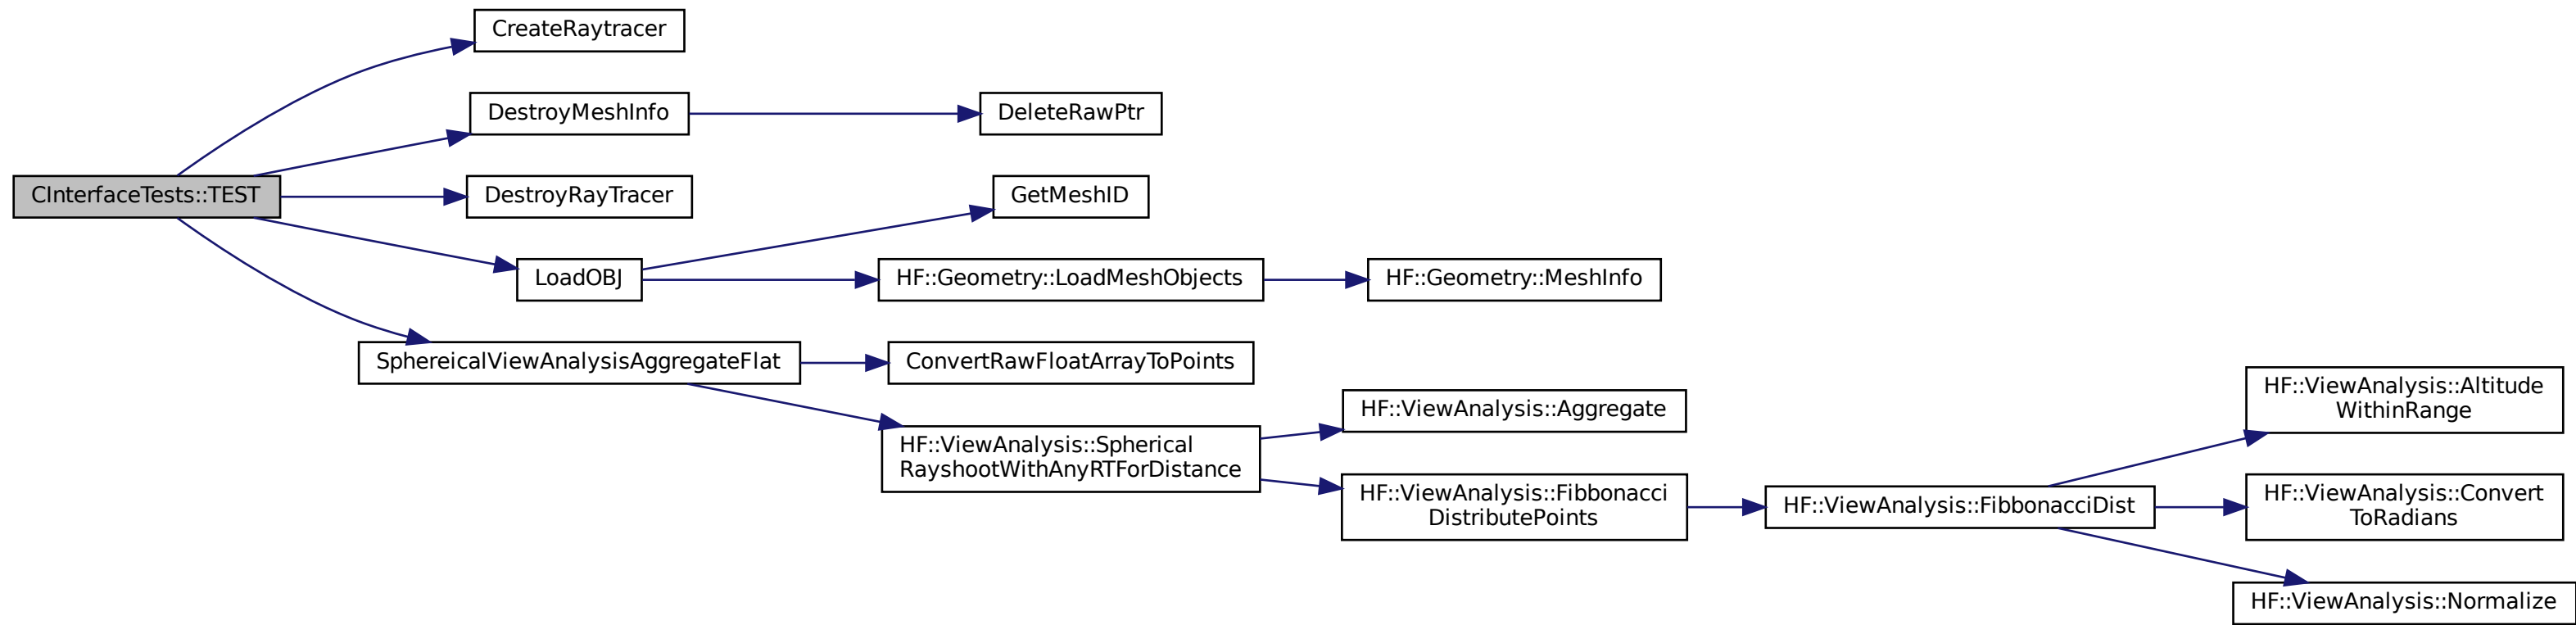 CreateRaytracer
DestroyMeshInfo
DeleteRawPtr
CInterfaceTests::TEST
DestroyRayTracer
GetMeshID
LoadOBJ
HF::Geometry::LoadMeshObjects
HF::Geometry::MeshInfo
SphereicalViewAnalysisAggregateFlat
ConvertRawFloatArrayToPoints
HF::ViewAnalysis::Spherical
RayshootWithAnyRTForDistance
HF::ViewAnalysis::Aggregate
HF::ViewAnalysis::Fibbonacci
DistributePoints
HF::ViewAnalysis::FibbonacciDist
HF::ViewAnalysis::Altitude
WithinRange
HF::ViewAnalysis::Convert
ToRadians
HF::ViewAnalysis::Normalize